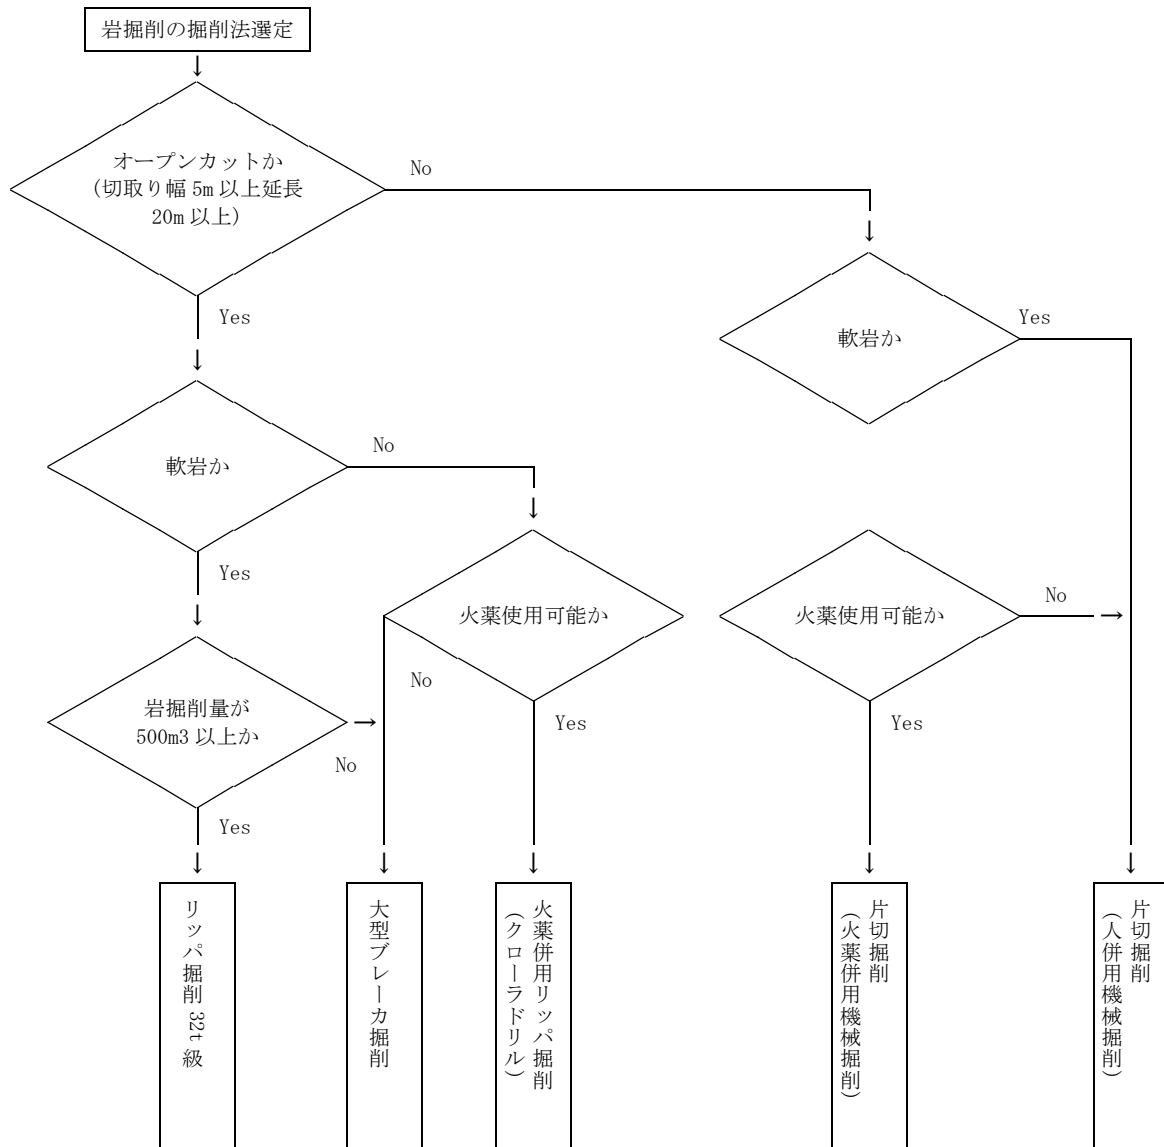 岩掘削の掘削法選定
オープンカットか
(切取り幅 5m 以上延長
20m 以上)
No
Yes
軟岩か
Yes
軟岩か
No
Yes
火薬使用可能か
No
Yes
火薬使用可能か
No
Yes
岩掘削量が
500m3 以上か
No
Yes
リッパ掘削 32t 級
大型ブレーカ掘削
火薬併用リッパ掘削
(クローラドリル)
片切掘削
(火薬併用機械掘削)
片切掘削
(人併用機械掘削)